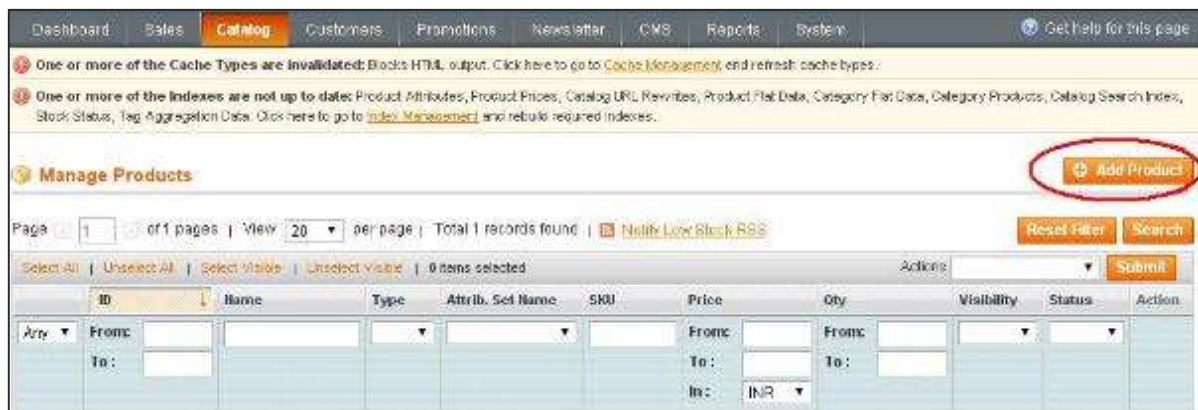 Dashboard Sales Catalog Customers Promotions Newsletter CMS Reports System Get help for this page
One or more of the Cache Types are invalidated: Blocks HTML output. Click here to go to Cache Management and refresh cache types.
One or more of the Indexes are not up to date: Product Attributes, Product Prices, Catalog URL Rewrites, Product Flat Data, Category Flat Data, Category Products, Catalog Search Index,
Stock Status, Tag Aggregation Data. Click here to go to Index Management and rebuild required indexes.
Manage Products Add Product
Page 1 of 1 pages | View 20 per page | Total 1 records found | Notify Low Stock RSS Reset Filter Search
Select All | Unselect All | Select Visible | Unselect Visible | 0 items selected Actions Submit
ID Name Type Attrib. Set Name SKU Price Qty Visibility Status Action
Any From: From: From:
To : To : To :
In : INR